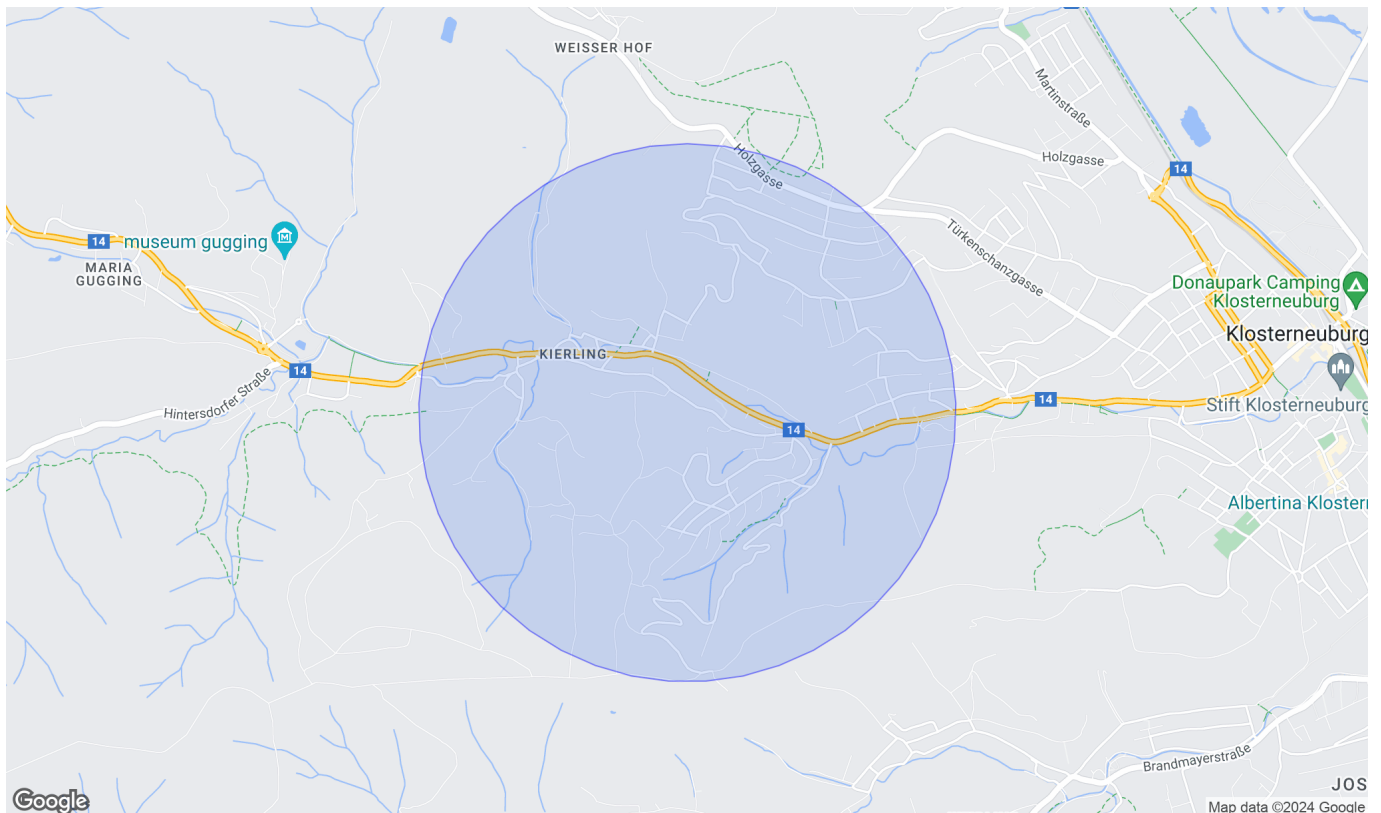 WEISSER HOF
Martinstraße
Holzgasse
Holzgasse
14
Türkenschanzgasse
14
museum gugging
MARIA
GUGGING
Donaupark Camping
Klosterneuburg
Klosterneuburg
KIERLING
14
Hintersdorfer Straße
14
Stift Klosterneuburg
14
Albertina Klostern
Brandmayerstraße
JOS
Google
Map data ©2024 Google